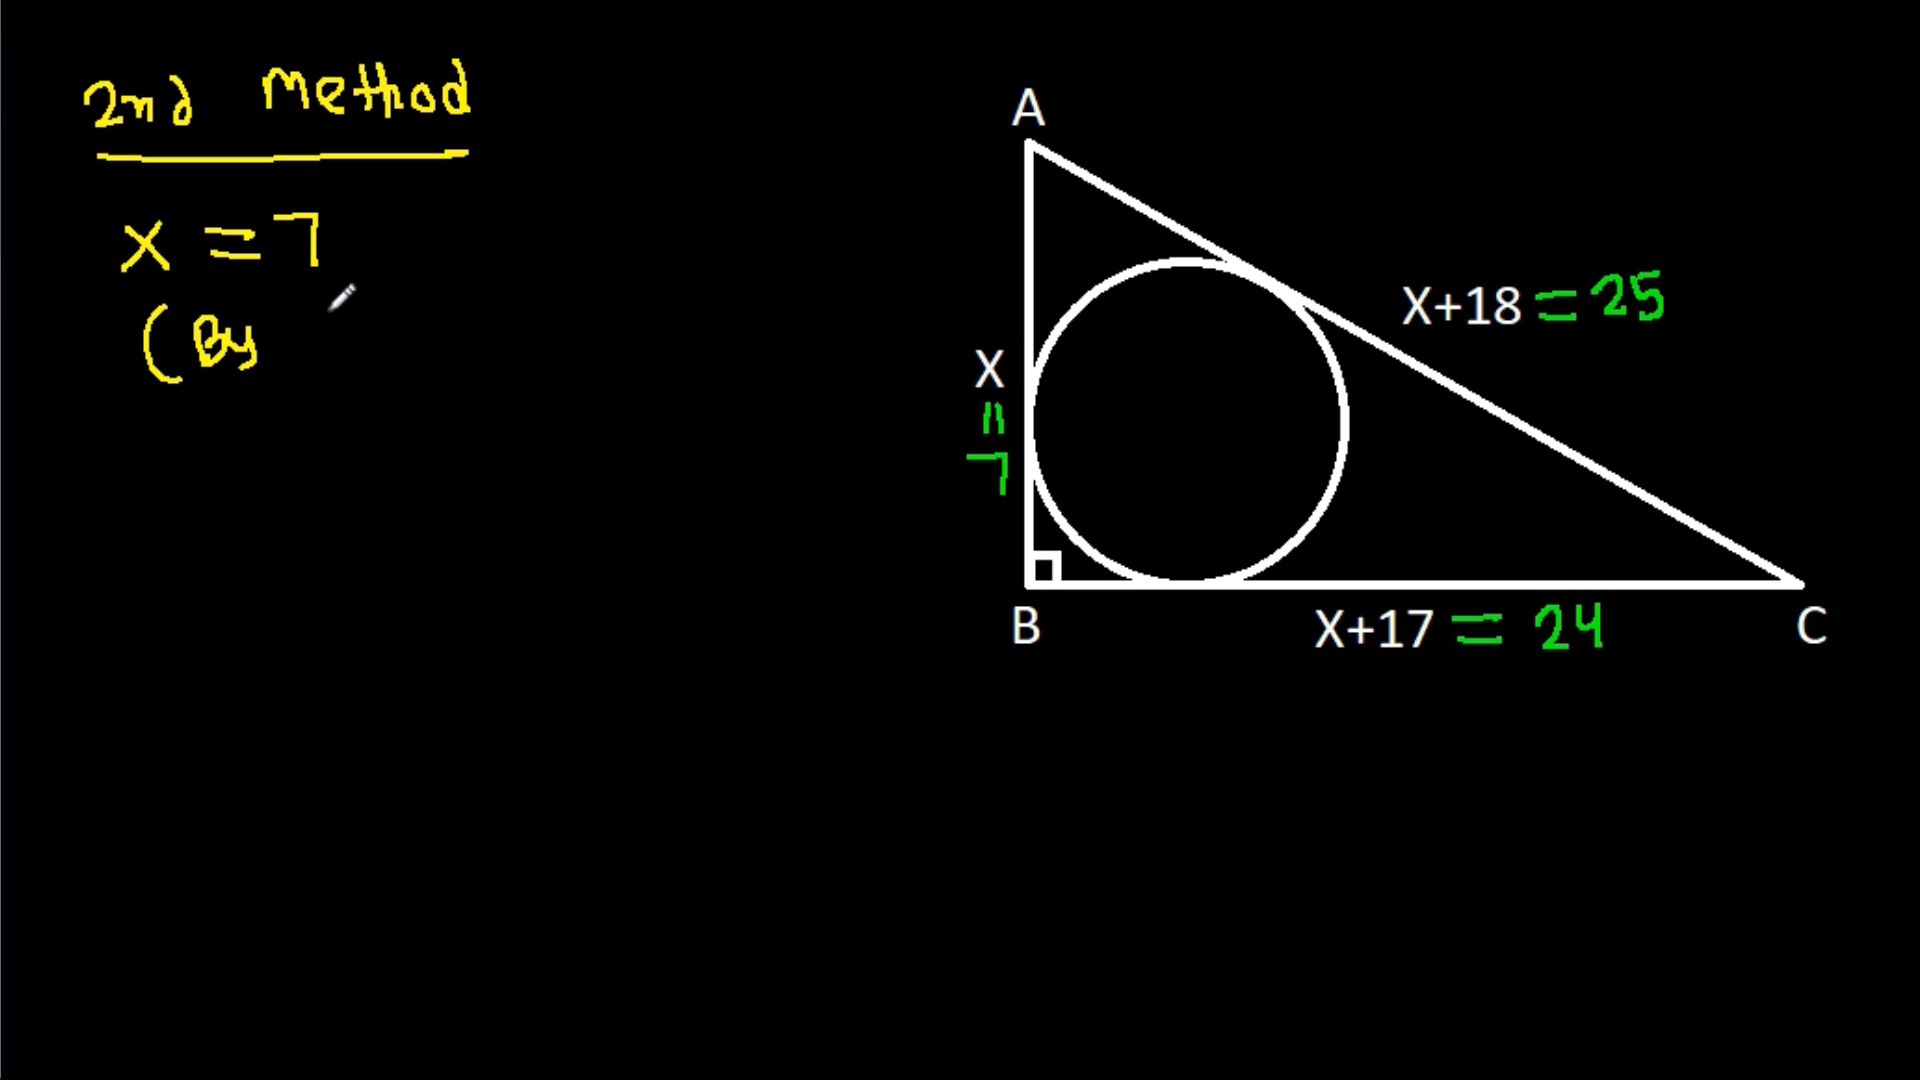 2nd Method
X = 7
(By
A
X+18 = 25
X
=
7
B
X+17 = 24
C